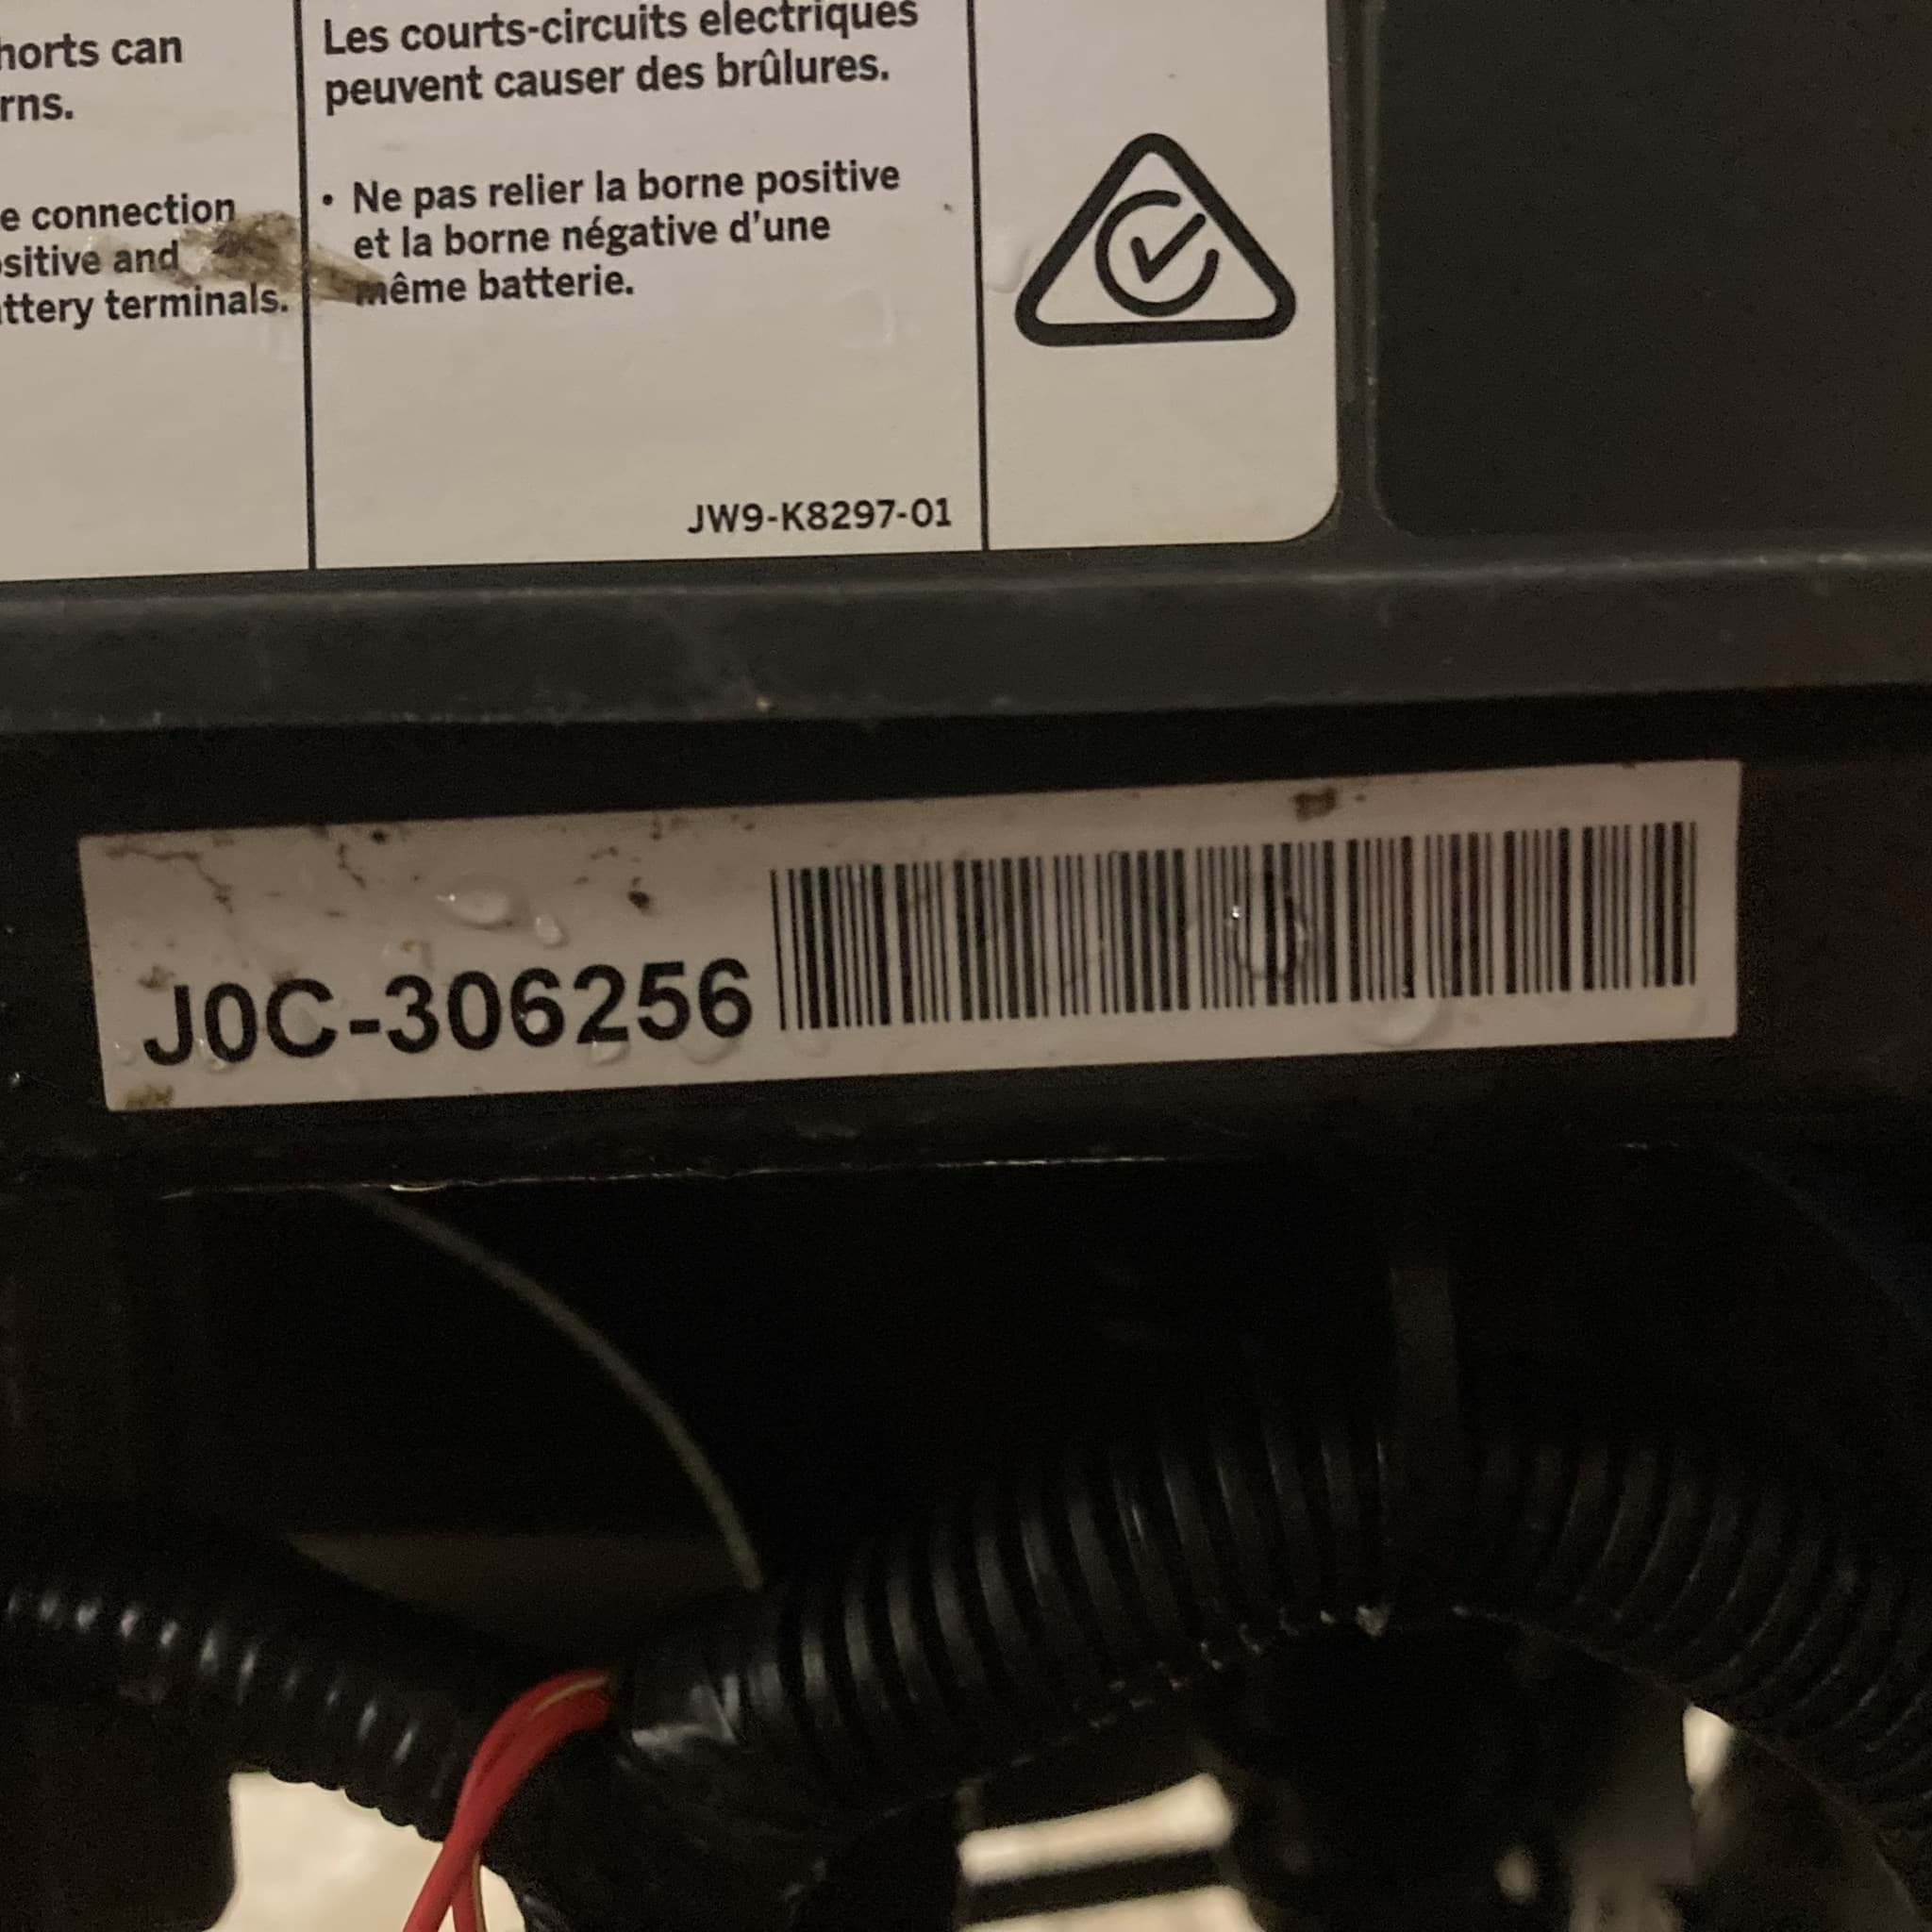 horts can
rns.
e connection
sitive and
ttery terminals.
Les courts-circuits electriques
peuvent causer des brûlures.
• Ne pas relier la borne positive
et la borne négative d'une
même batterie.
JW9-K8297-01
J0C-306256